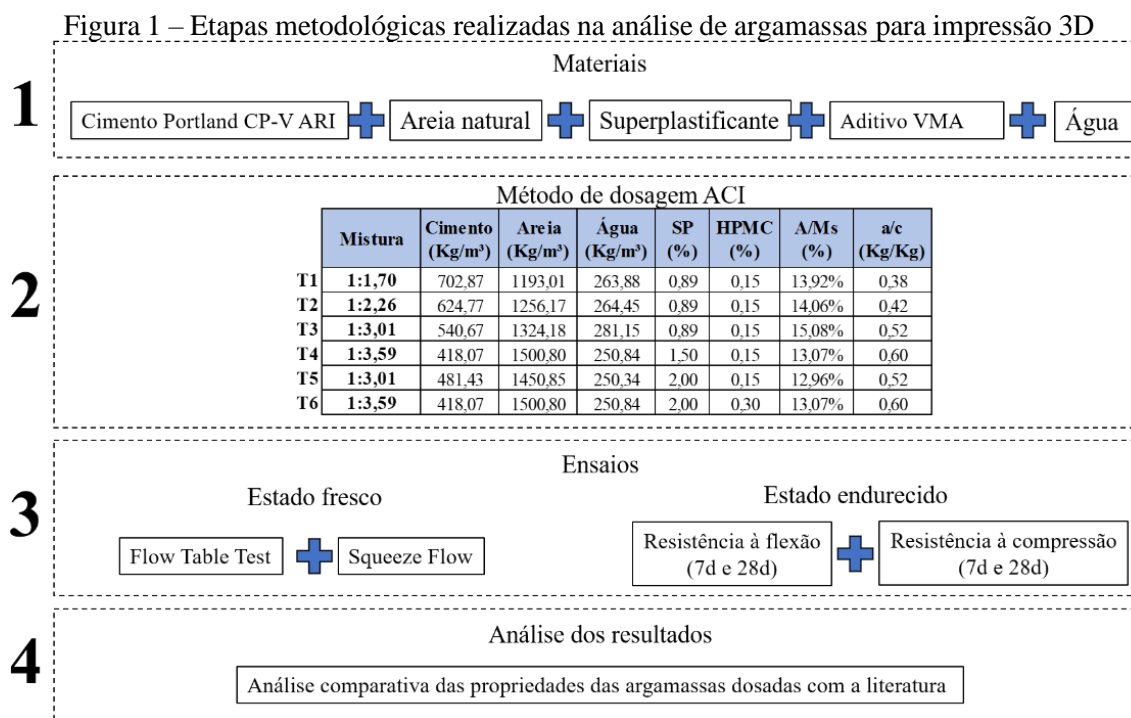 Figura 1 – Etapas metodológicas realizadas na análise de argamassas para impressão 3D
1
Materiais
Cimento Portland CP-V ARI Areia natural Superplastificante Aditivo VMA Água
2
Método de dosagem ACI
Mistura Cimento (Kg/m³) Areia (Kg/m³) Água (Kg/m³) SP (%) HPMC (%) A/Ms (%) a/c (Kg/Kg)
T1 1:1,70 702,87 1193,01 263,88 0,89 0,15 13,92% 0,38
T2 1:2,26 624,77 1256,17 264,45 0,89 0,15 14,06% 0,42
T3 1:3,01 540,67 1324,18 281,15 0,89 0,15 15,08% 0,52
T4 1:3,59 418,07 1500,80 250,84 1,50 0,15 13,07% 0,60
T5 1:3,01 481,43 1450,85 250,34 2,00 0,15 12,96% 0,52
T6 1:3,59 418,07 1500,80 250,84 2,00 0,30 13,07% 0,60
3
Ensaios
Estado fresco
Flow Table Test Squeeze Flow
Estado endurecido
Resistência à flexão
(7d e 28d)
Resistência à compressão
(7d e 28d)
4
Análise dos resultados
Análise comparativa das propriedades das argamassas dosadas com a literatura